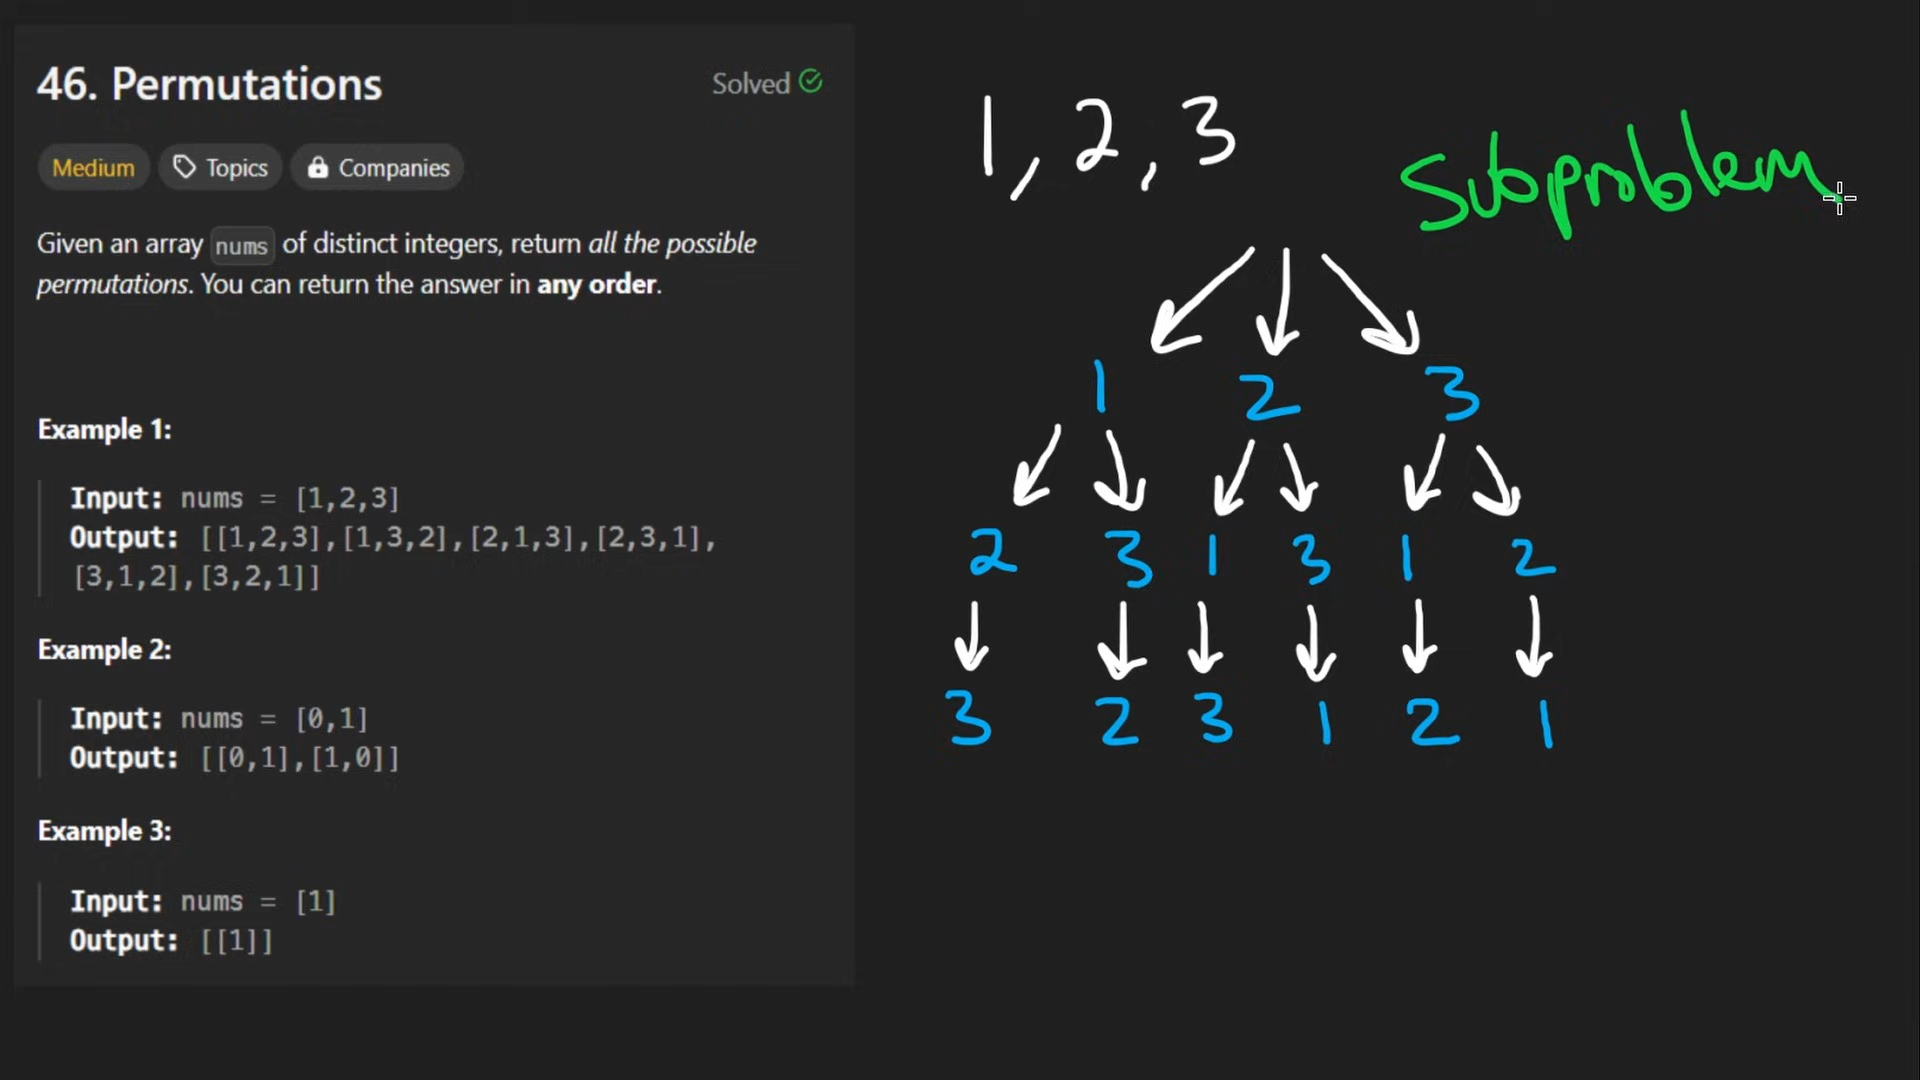 46. Permutations
Solved
Medium
Topics
Companies
Given an array nums of distinct integers, return all the possible
permutations. You can return the answer in any order.
Example 1:
Input: nums = [1,2,3]
Output: [[1,2,3],[1,3,2],[2,1,3],[2,3,1],
[3,1,2],[3,2,1]]
Example 2:
Input: nums = [0,1]
Output: [[0,1],[1,0]]
Example 3:
Input: nums = [1]
Output: [[1]]
1, 2, 3
Subproblem
1 2 3
2 3 1 3 1 2
3 2 3 1 2 1